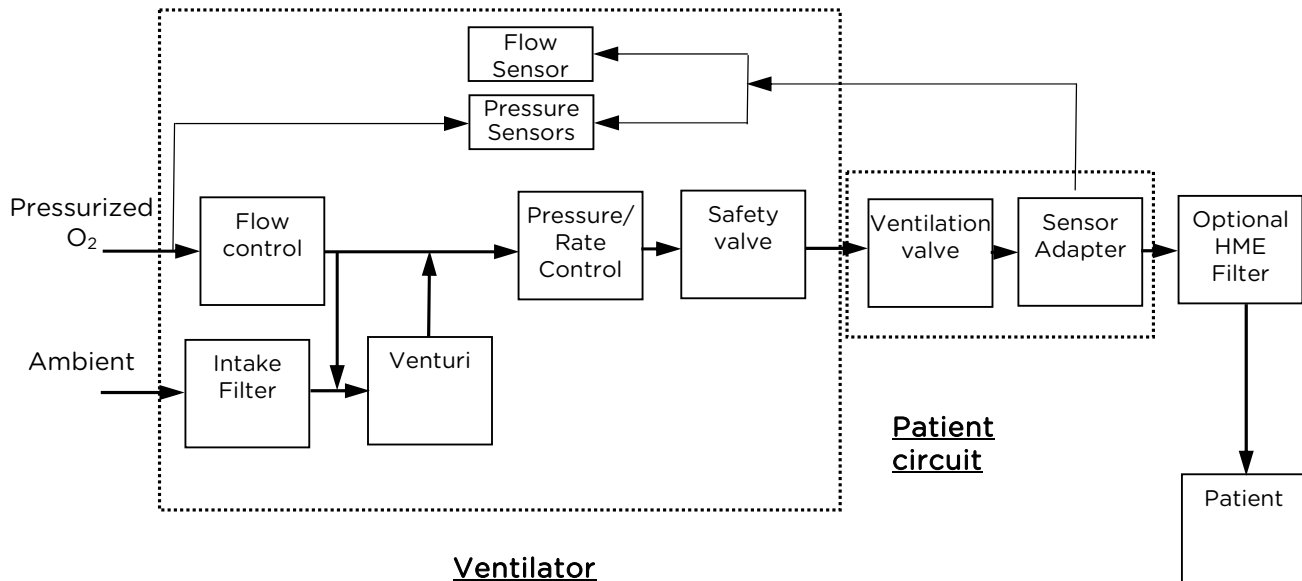 Flow
Sensor
Pressure
Sensors
Pressurized
O₂
Flow
control
Pressure/
Rate
Control
Safety
valve
Ventilation
valve
Sensor
Adapter
Optional
HME
Filter
Ambient
Intake
Filter
Venturi
Patient
circuit
Patient
Ventilator